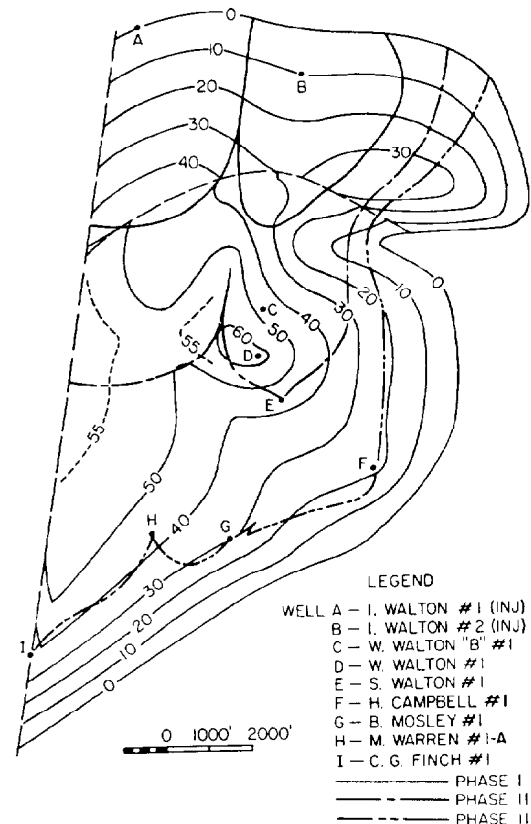 0
A
10
B
20
30
30
40
0
10
20
C
30
40
50
60
55
D
E
55
F
50
H
G
40
I
30
20
10
0
LEGEND
WELL A — I. WALTON #1 (INJ)
B — I. WALTON #2 (INJ)
C — W. WALTON "B" #1
D — W. WALTON #1
E — S. WALTON #1
F — H. CAMPBELL #1
G — B. MOSLEY #1
H — M. WARREN #1-A
I — C. G. FINCH #1
0 1000' 2000'
PHASE I
PHASE II
PHASE II